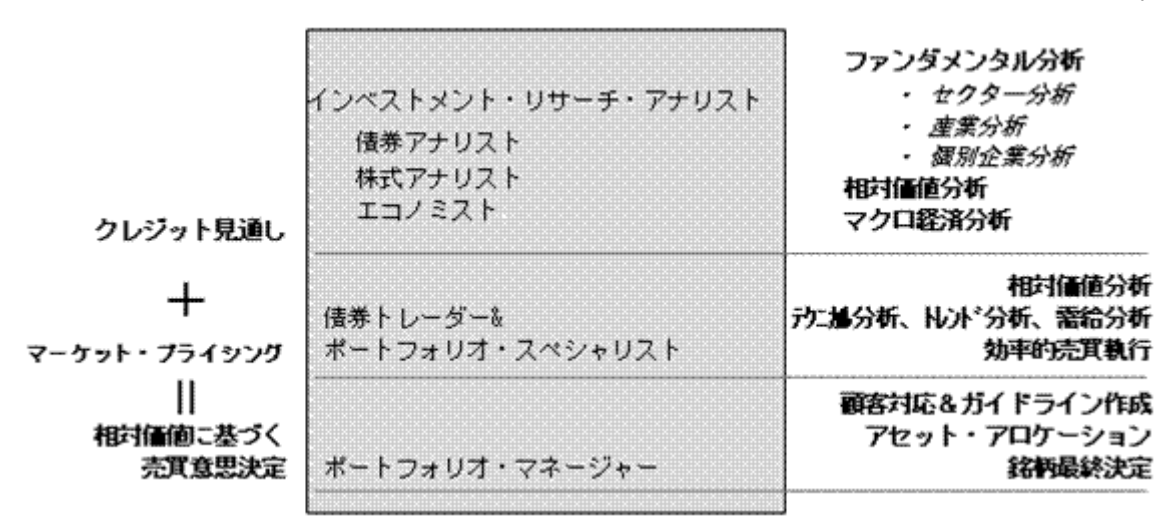 ファンダメンタル分析
インベストメント・リサーチ・アナリスト
・ セクター分析
債券アナリスト
・ 産業分析
・ 個別企業分析
株式アナリスト
相対価値分析
エコノミスト
マクロ経済分析
クレジット見通し
相対価値分析
+
債券トレーダー&
テクニカル分析、トレンド分析、需給分析
マーケット・プライシング
ポートフォリオ・スペシャリスト
効率的売買執行
||
顧客対応&ガイドライン作成
相対価値に基づく
アセット・アロケーション
売買意思決定
ポートフォリオ・マネージャー
銘柄最終決定